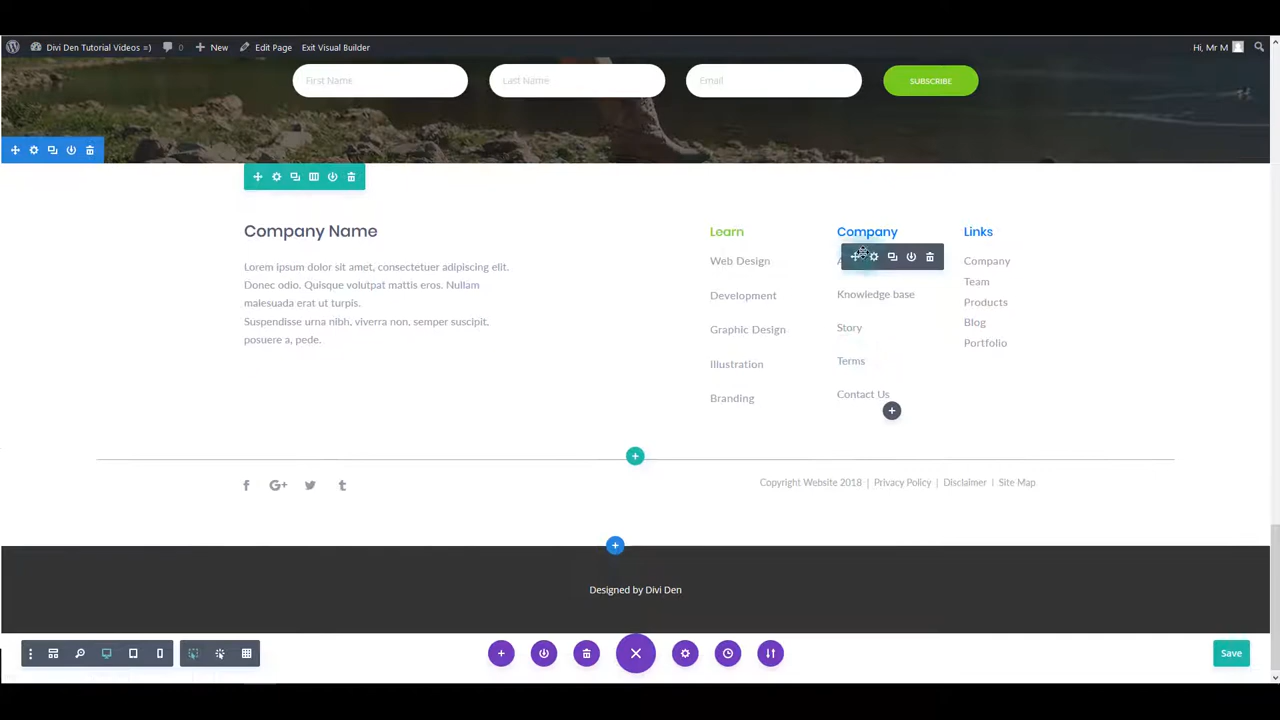 Divi Den Tutorial Videos =)
0
New
Edit Page
Exit Visual Builder
Hi, Mr M
First Name
Last Name
Email
SUBSCRIBE
Company Name
Lorem ipsum dolor sit amet, consectetuer adipiscing elit.
Donec odio. Quisque volutpat mattis eros. Nullam
malesuada erat ut turpis.
Suspendisse urna nibh, viverra non, semper suscipit,
posuere a, pede.
Learn
Web Design
Development
Graphic Design
Illustration
Branding
Company
Knowledge base
Story
Terms
Contact Us
Links
Company
Team
Products
Blog
Portfolio
Copyright Website 2018 | Privacy Policy | Disclaimer | Site Map
Designed by Divi Den
Save